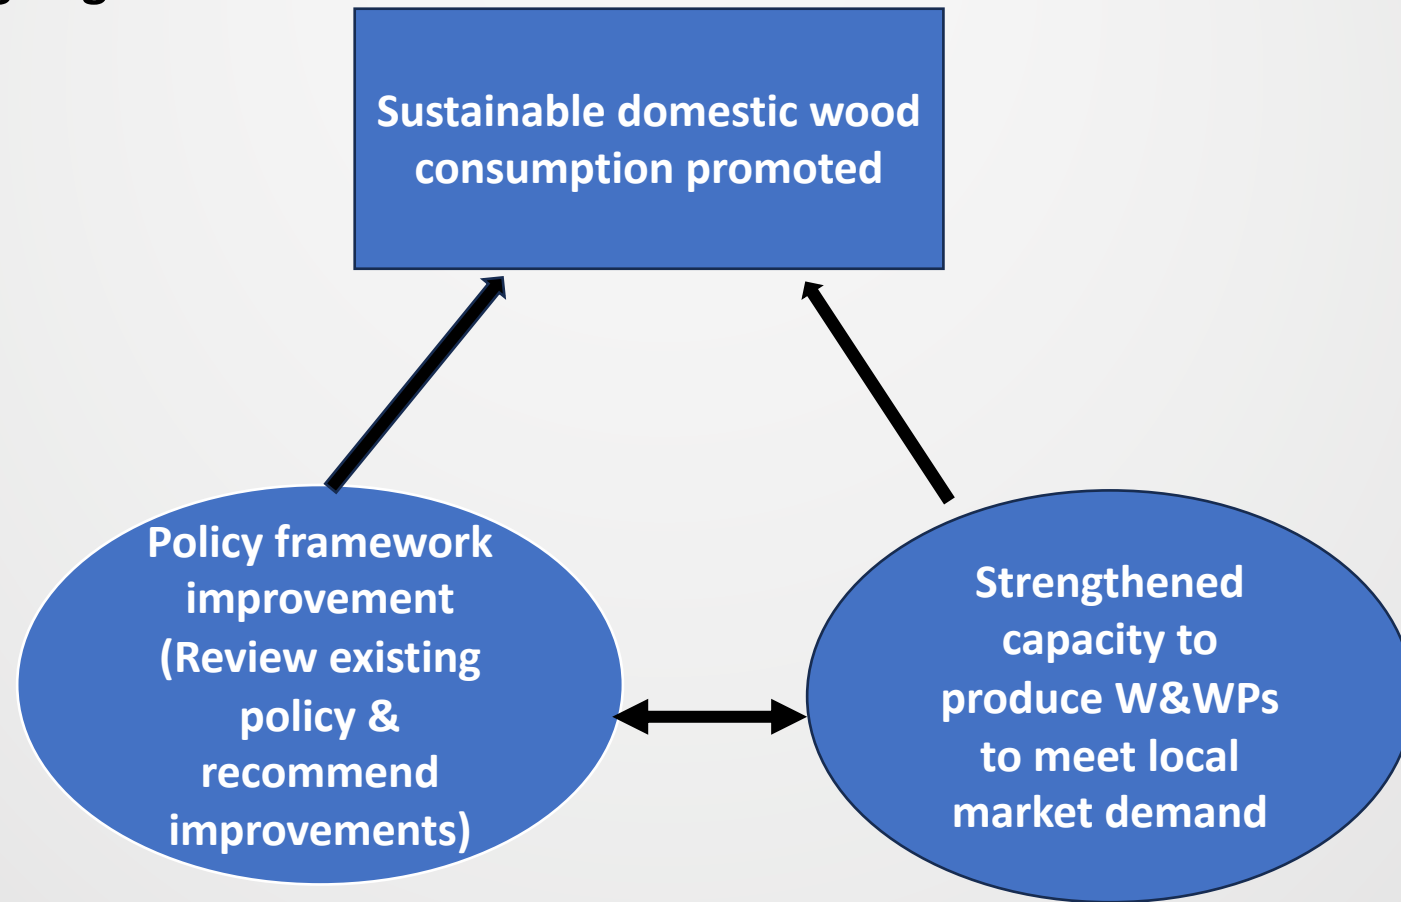 Sustainable domestic wood
consumption promoted
Policy framework
improvement
(Review existing
policy &
recommend
improvements)
Strengthened
capacity to
produce W&WPs
to meet local
market demand